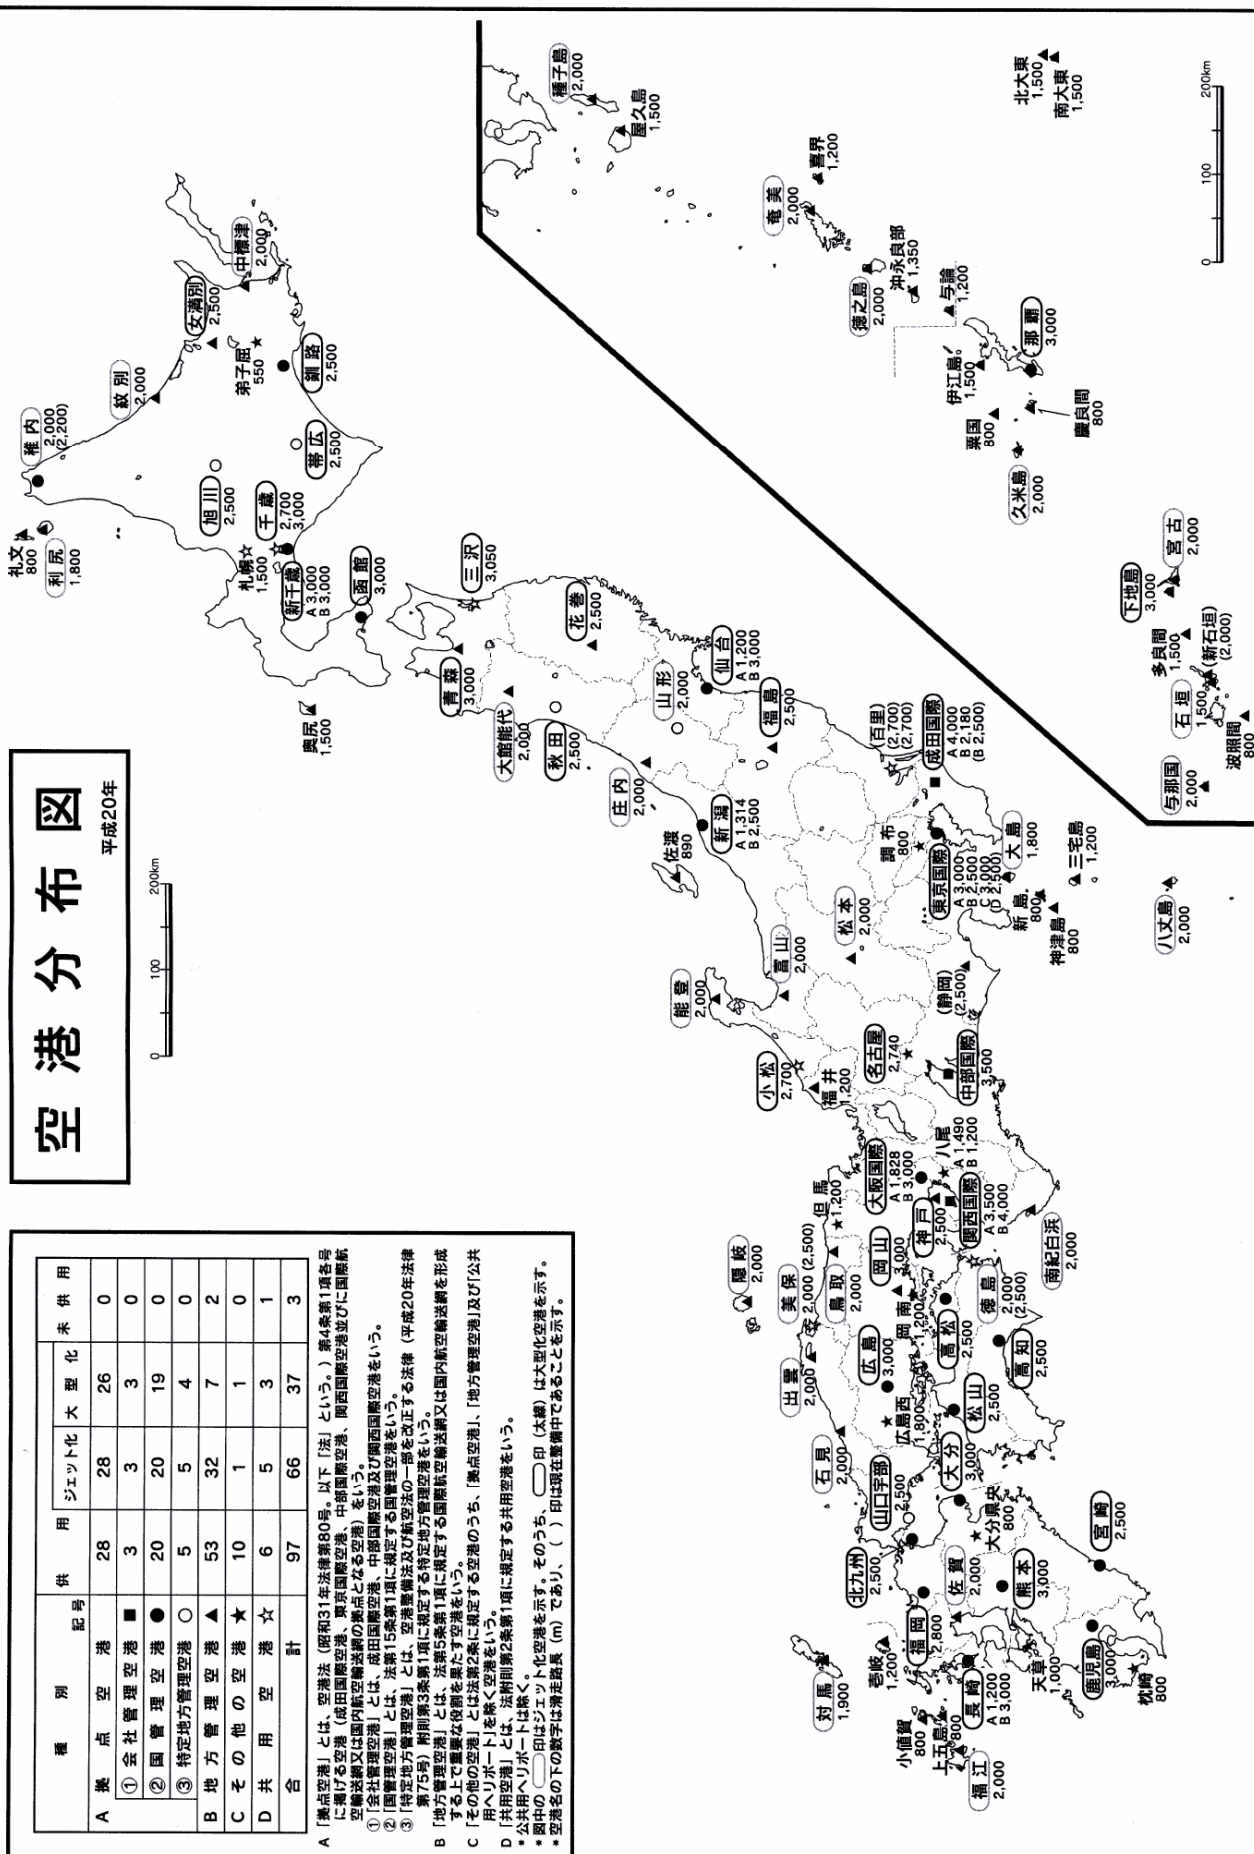 空港分布図
平成20年
0 100 200km
種別 記号 供用 ジェット化 大型化 未供用
A 拠点空港 28 28 26 0
① 会社管理空港 ■ 3 3 3 0
② 国管理空港 ● 20 20 19 0
③ 特定地方管理空港 ○ 5 5 4 0
B 地方管理空港 ▲ 53 32 7 2
C その他の空港 ★ 10 1 1 0
D 共用空港 ☆ 6 5 3 1
合計 97 66 37 3
A 「拠点空港」とは、空港法(昭和31年法律第80号。以下「法」という。)第4条第1項各号
に掲げる空港(成田国際空港、東京国際空港、中部国際空港、関西国際空港並びに国際航
空輸送網又は国内航空輸送網の拠点となる空港)をいう。
①「会社管理空港」とは、成田国際空港、中部国際空港及び関西国際空港をいう。
②「国管理空港」とは、法第15条第1項に規定する国管理空港をいう。
③「特定地方管理空港」とは、空港整備法及び航空法の一部を改正する法律(平成20年法律
第75号)附則第3条第1項に規定する特定地方管理空港をいう。
B 「地方管理空港」とは、法第5条第1項に規定する国際航空輸送網又は国内航空輸送網を形成
する上で重要な役割を果たす空港をいう。
C 「その他の空港」とは法第2条に規定する空港のうち、「拠点空港」、「地方管理空港」及び「公共
用ヘリポート」を除く空港をいう。
D 「共用空港」とは、法附則第2条第1項に規定する共用空港をいう。
* 公共用ヘリポートは除く。
* 図中の 印はジェット化空港を示す。そのうち、 印(太線)は大型化空港を示す。
* 空港名の下の数字は滑走路長(m)であり、( )印は現在整備中であることを示す。
礼文
800
利尻
1,800
稚内
2,000
(2,200)
紋別
2,000
女満別
2,500
中標津
2,000
弟子屈
550
釧路
2,500
帯広
2,500
旭川
2,500
札幌
1,500
千歳
2,700
3,000
新千歳
A 3,000
B 3,000
函館
3,000
奥尻
1,500
青森
3,000
三沢
3,050
大館能代
2,000
花巻
2,500
秋田
2,500
山形
2,000
仙台
A 1,200
B 3,000
庄内
2,000
福島
2,500
新潟
A 1,314
B 2,500
佐渡
890
(百里)
(2,700)
(2,700)
成田国際
A 4,000
B 2,180
(B 2,500)
調布
800
東京国際
A 3,000
B 2,500
C 3,000
(D 2,500)
大島
1,800
新島
800
神津島
800
三宅島
1,200
八丈島
2,000
松本
2,000
富山
2,000
能登
2,000
(静岡)
(2,500)
小松
2,700
福井
1,200
名古屋
2,740
中部国際
3,500
大阪国際
A 1,828
B 3,000
八尾
A 1,490
B 1,200
関西国際
A 3,500
B 4,000
神戸
2,500
南紀白浜
2,000
但馬
1,200
鳥取
2,000
岡山
3,000
岡南
1,200
隠岐
2,000
美保
2,000 (2,500)
出雲
2,000
石見
2,000
広島
3,000
広島西
1,800
山口宇部
2,500
徳島
2,000
(2,500)
高松
2,500
高知
2,500
松山
2,500
大分
3,000
大分県央
800
北九州
2,500
福岡
2,800
佐賀
2,000
熊本
3,000
宮崎
2,500
鹿児島
3,000
枕崎
800
天草
1,000
長崎
A 1,200
B 3,000
壱岐
1,200
対馬
1,900
小値賀
800
上五島
800
福江
2,000
種子島
2,000
屋久島
1,500
奄美
2,000
喜界
1,200
徳之島
2,000
沖永良部
1,350
与論
1,200
伊江島
1,500
那覇
3,000
粟国
800
慶良間
800
久米島
2,000
北大東
1,500
南大東
1,500
宮古
2,000
下地島
3,000
多良間
1,500
(新石垣)
(2,000)
石垣
1,500
波照間
800
与那国
2,000
0 100 200km